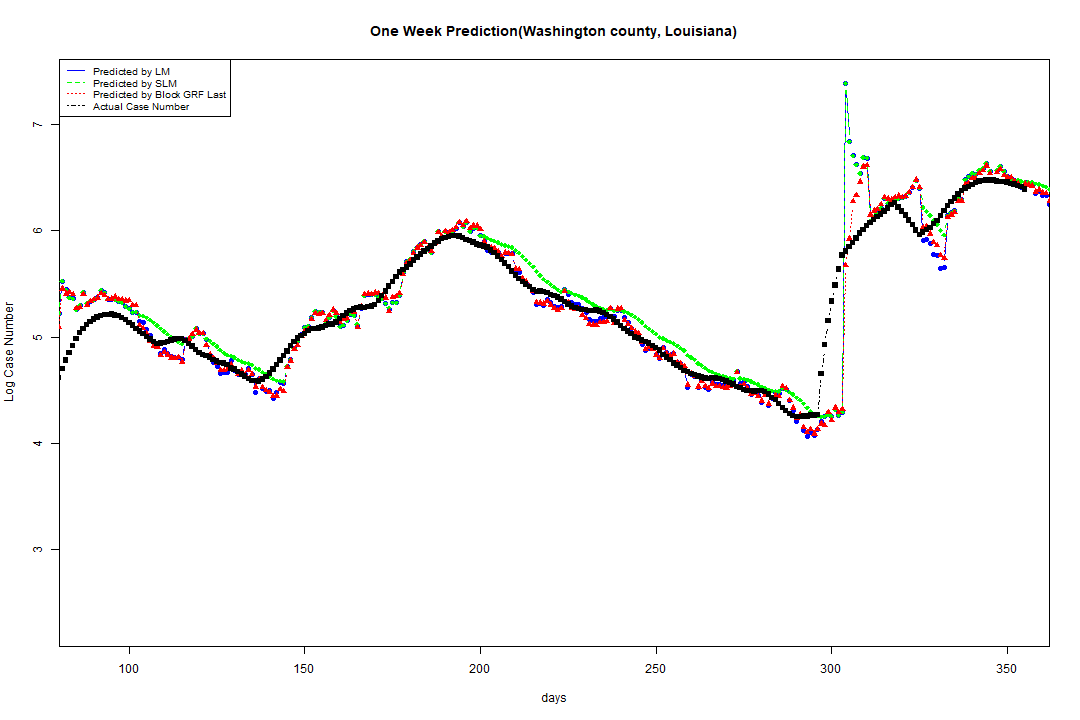 One Week Prediction(Washington county, Louisiana)
Predicted by LM
Predicted by SLM
Predicted by Block GRF Last
Actual Case Number
7
6
5
4
3
Log Case Number
100 150 200 250 300 350
days